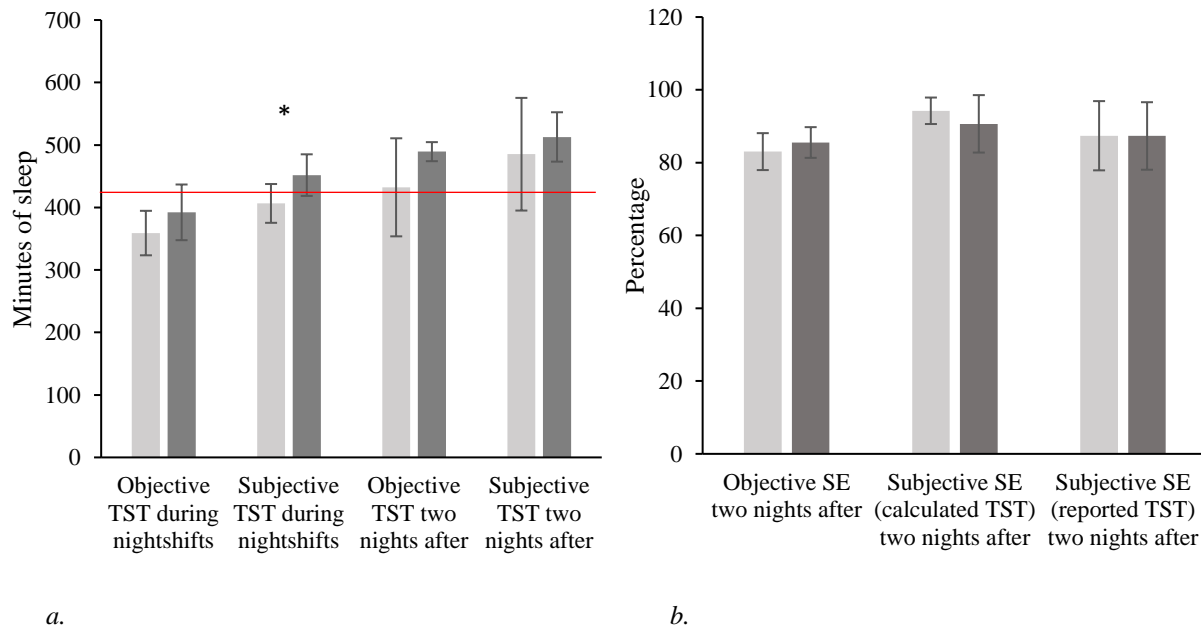 700
600
500
400
300
200
100
0
Minutes of sleep
*
Objective
TST during
nightshifts
Subjective
TST during
nightshifts
Objective
TST two
nights after
Subjective
TST two
nights after
a.
120
100
80
60
40
20
0
Percentage
Objective SE
two nights after
Subjective SE
(calculated TST)
two nights after
Subjective SE
(reported TST)
two nights after
b.